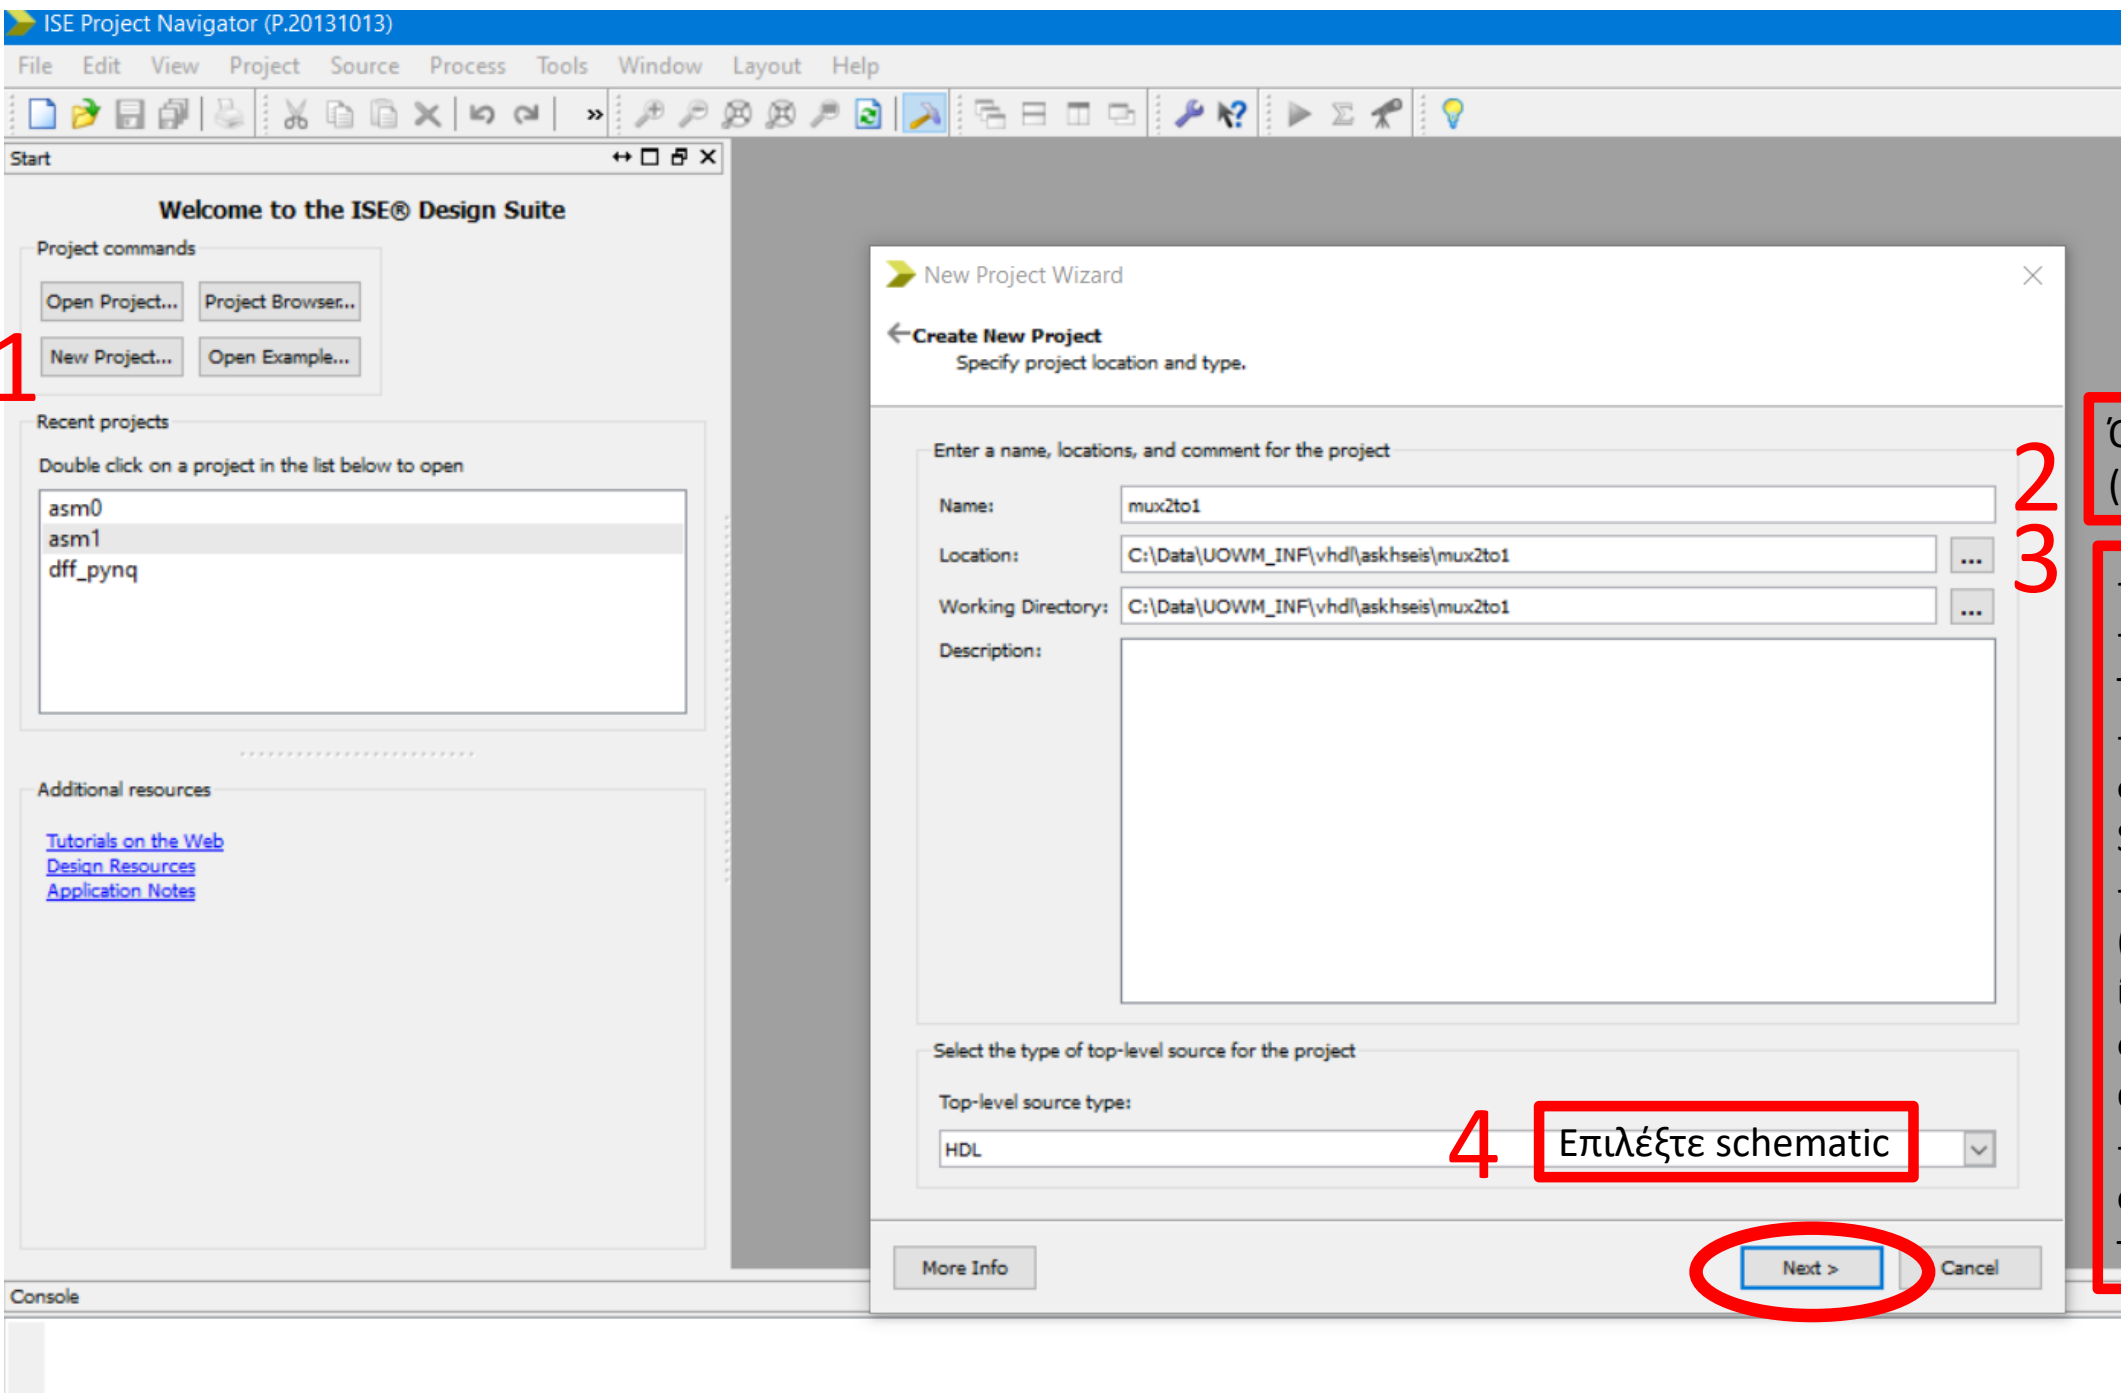 ISE Project Navigator (P.20131013)
File Edit View Project Source Process Tools Window Layout Help
Start
Welcome to the ISE® Design Suite
Project commands
Open Project... Project Browser...
1
New Project... Open Example...
Recent projects
Double click on a project in the list below to open
asm0
asm1
dff_pynq
Additional resources
Tutorials on the Web
Design Resources
Application Notes
Console
New Project Wizard
Create New Project
Specify project location and type.
Enter a name, locations, and comment for the project
2
Name: mux2to1
3
Location: C:\Data\UOWM_INF\vhdl\askhseis\mux2to1 ...
Working Directory: C:\Data\UOWM_INF\vhdl\askhseis\mux2to1 ...
Description:
Select the type of top-level source for the project
Top-level source type:
HDL 4 Επιλέξτε schematic
More Info Next > Cancel